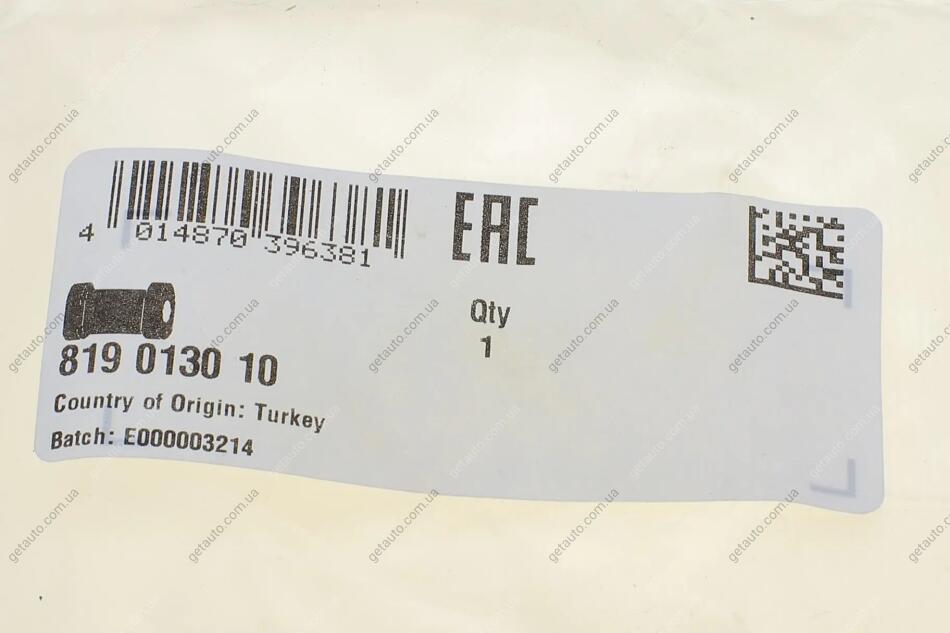 4 014870 396381
EAC
Qty
1
819 0130 10
Country of Origin: Turkey
Batch: E000003214
getauto.com.ua